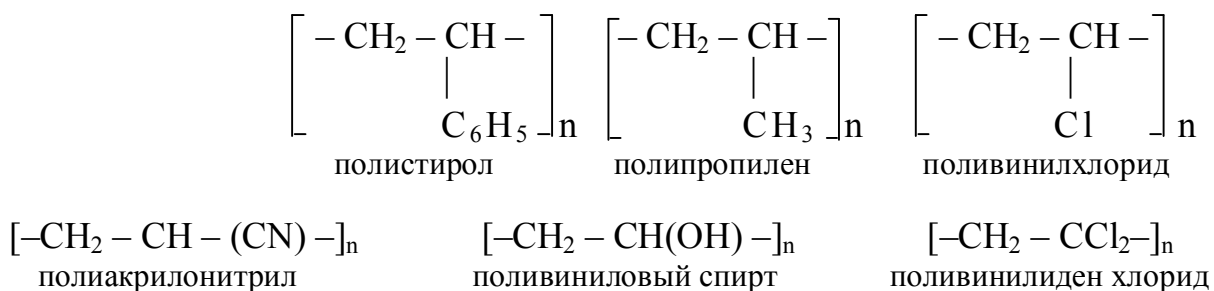 – CH₂ – CH – – CH₂ – CH – – CH₂ – CH –
C₆H₅ n CH₃ n Cl n
полистирол полипропилен поливинилхлорид
[–CH₂ – CH – (CN) –]ₙ [–CH₂ – CH(OH) –]ₙ [–CH₂ – CCl₂–]ₙ
полиакрилонитрил поливиниловый спирт поливинилиден хлорид